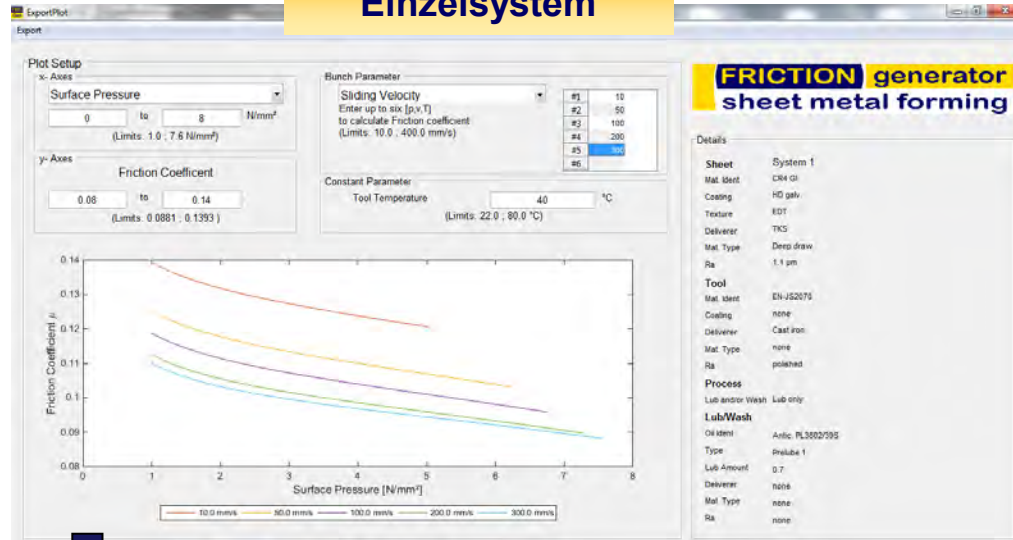 Einzelsystem
ExportPlot
Export
Plot Setup
x- Axes
Surface Pressure
0 to 8 N/mm²
(Limits: 1.0 ; 7.6 N/mm²)
y- Axes
Friction Coefficent
0.08 to 0.14
(Limits: 0.0881 ; 0.1393 )
Bunch Parameter
Sliding Velocity
Enter up to six [p,v,T]
to calculate Friction coefficient
(Limits: 10.0 ; 400.0 mm/s)
#1 10
#2 50
#3 100
#4 200
#5 300
#6
Constant Parameter
Tool Temperature 40 °C
(Limits: 22.0 ; 80.0 °C)
0.14
0.13
0.12
0.11
0.1
0.09
0.08
Friction Coefficient μ
0 1 2 3 4 5 6 7 8
Surface Pressure [N/mm²]
10.0 mm/s 50.0 mm/s 100.0 mm/s 200.0 mm/s 300.0 mm/s
FRICTION generator
sheet metal forming
Details
Sheet System 1
Mat. Ident CR4 GI
Coating HD galv.
Texture EDT
Deliverer TKS
Mat. Type Deep draw
Ra 1.1 µm
Tool
Mat. Ident EN-JS2070
Coating none
Deliverer Cast iron
Mat. Type none
Ra polished
Process
Lub and/or Wash Lub only
Lub/Wash
Oil Ident Antic. PL3802/39S
Type Prelube 1
Lub Amount 0.7
Deliverer none
Mat. Type none
Ra none